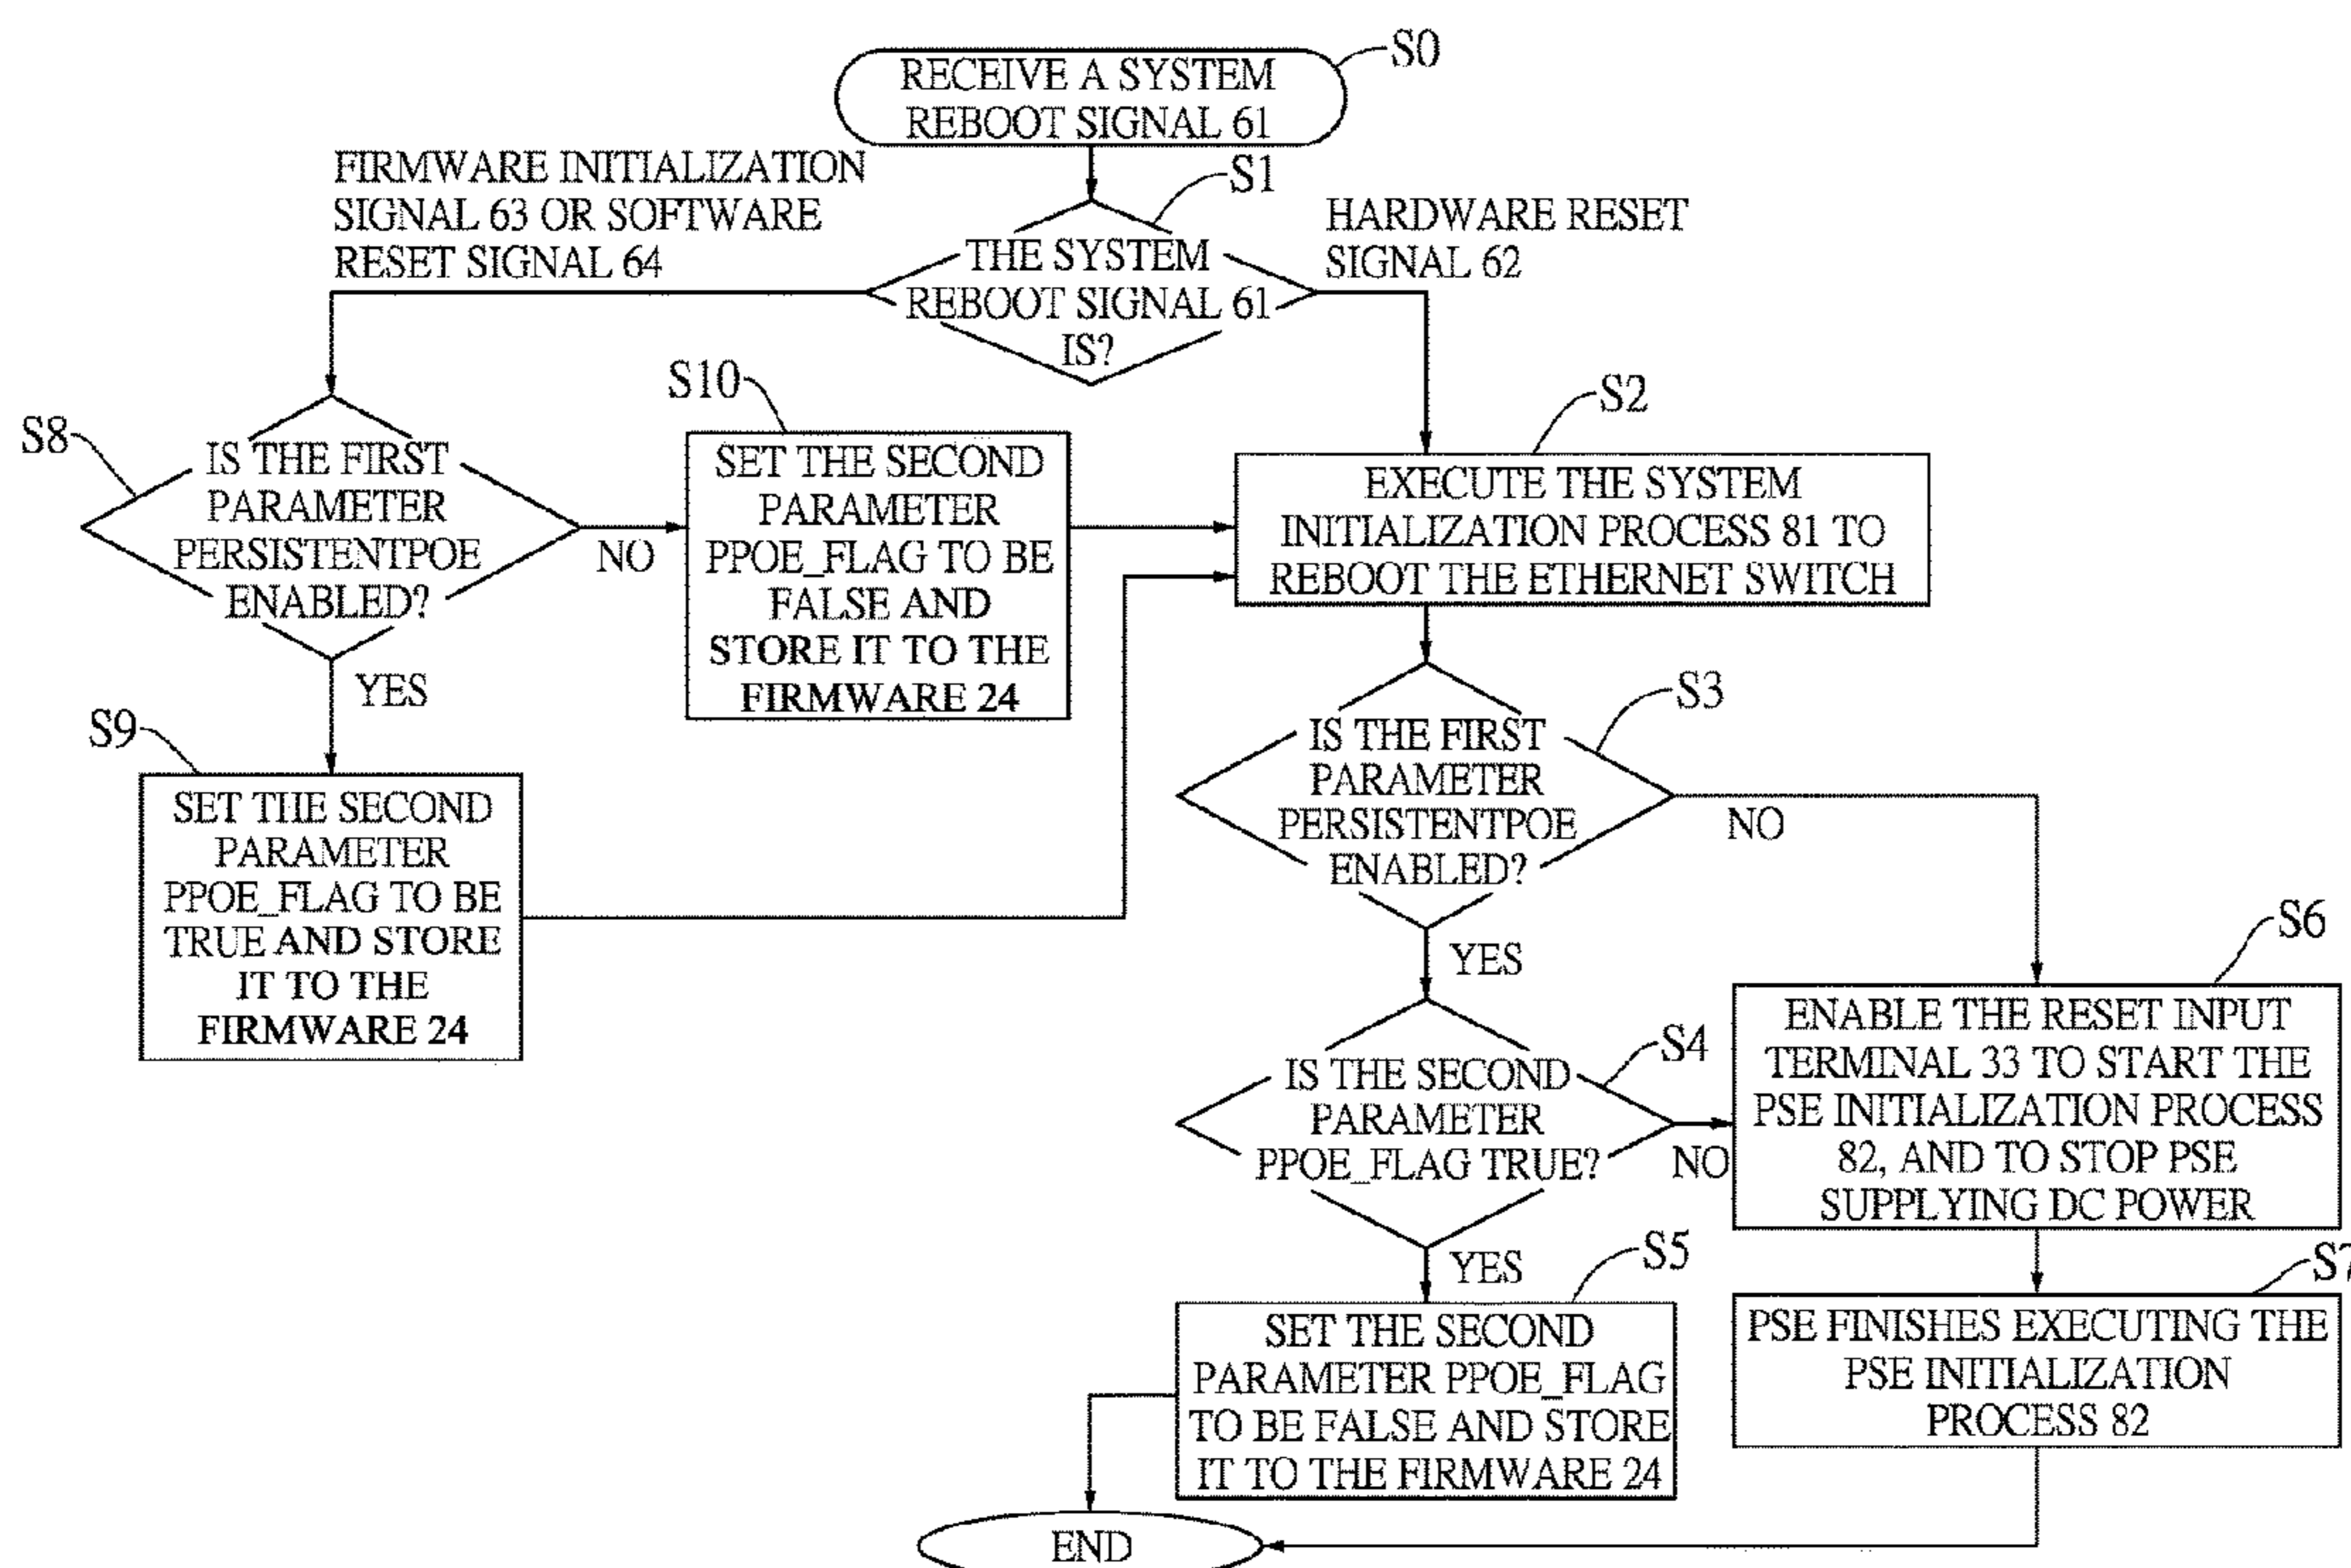 S0
RECEIVE A SYSTEM
REBOOT SIGNAL 61
FIRMWARE INITIALIZATION
SIGNAL 63 OR SOFTWARE
RESET SIGNAL 64
S1
HARDWARE RESET
SIGNAL 62
THE SYSTEM
REBOOT SIGNAL 61
IS?
S8
IS THE FIRST
PARAMETER
PERSISTENTPOE
ENABLED?
NO
YES
S10
SET THE SECOND
PARAMETER
PPOE_FLAG TO BE
FALSE AND
STORE IT TO THE
FIRMWARE 24
S2
EXECUTE THE SYSTEM
INITIALIZATION PROCESS 81 TO
REBOOT THE ETHERNET SWITCH
S9
SET THE SECOND
PARAMETER
PPOE_FLAG TO BE
TRUE AND STORE
IT TO THE
FIRMWARE 24
S3
IS THE FIRST
PARAMETER
PERSISTENTPOE
ENABLED?
NO
YES
S4
IS THE SECOND
PARAMETER
PPOE_FLAG TRUE?
NO
YES
S6
ENABLE THE RESET INPUT
TERMINAL 33 TO START THE
PSE INITIALIZATION PROCESS
82, AND TO STOP PSE
SUPPLYING DC POWER
S5
SET THE SECOND
PARAMETER PPOE_FLAG
TO BE FALSE AND STORE
IT TO THE FIRMWARE 24
S7
PSE FINISHES EXECUTING THE
PSE INITIALIZATION
PROCESS 82
END